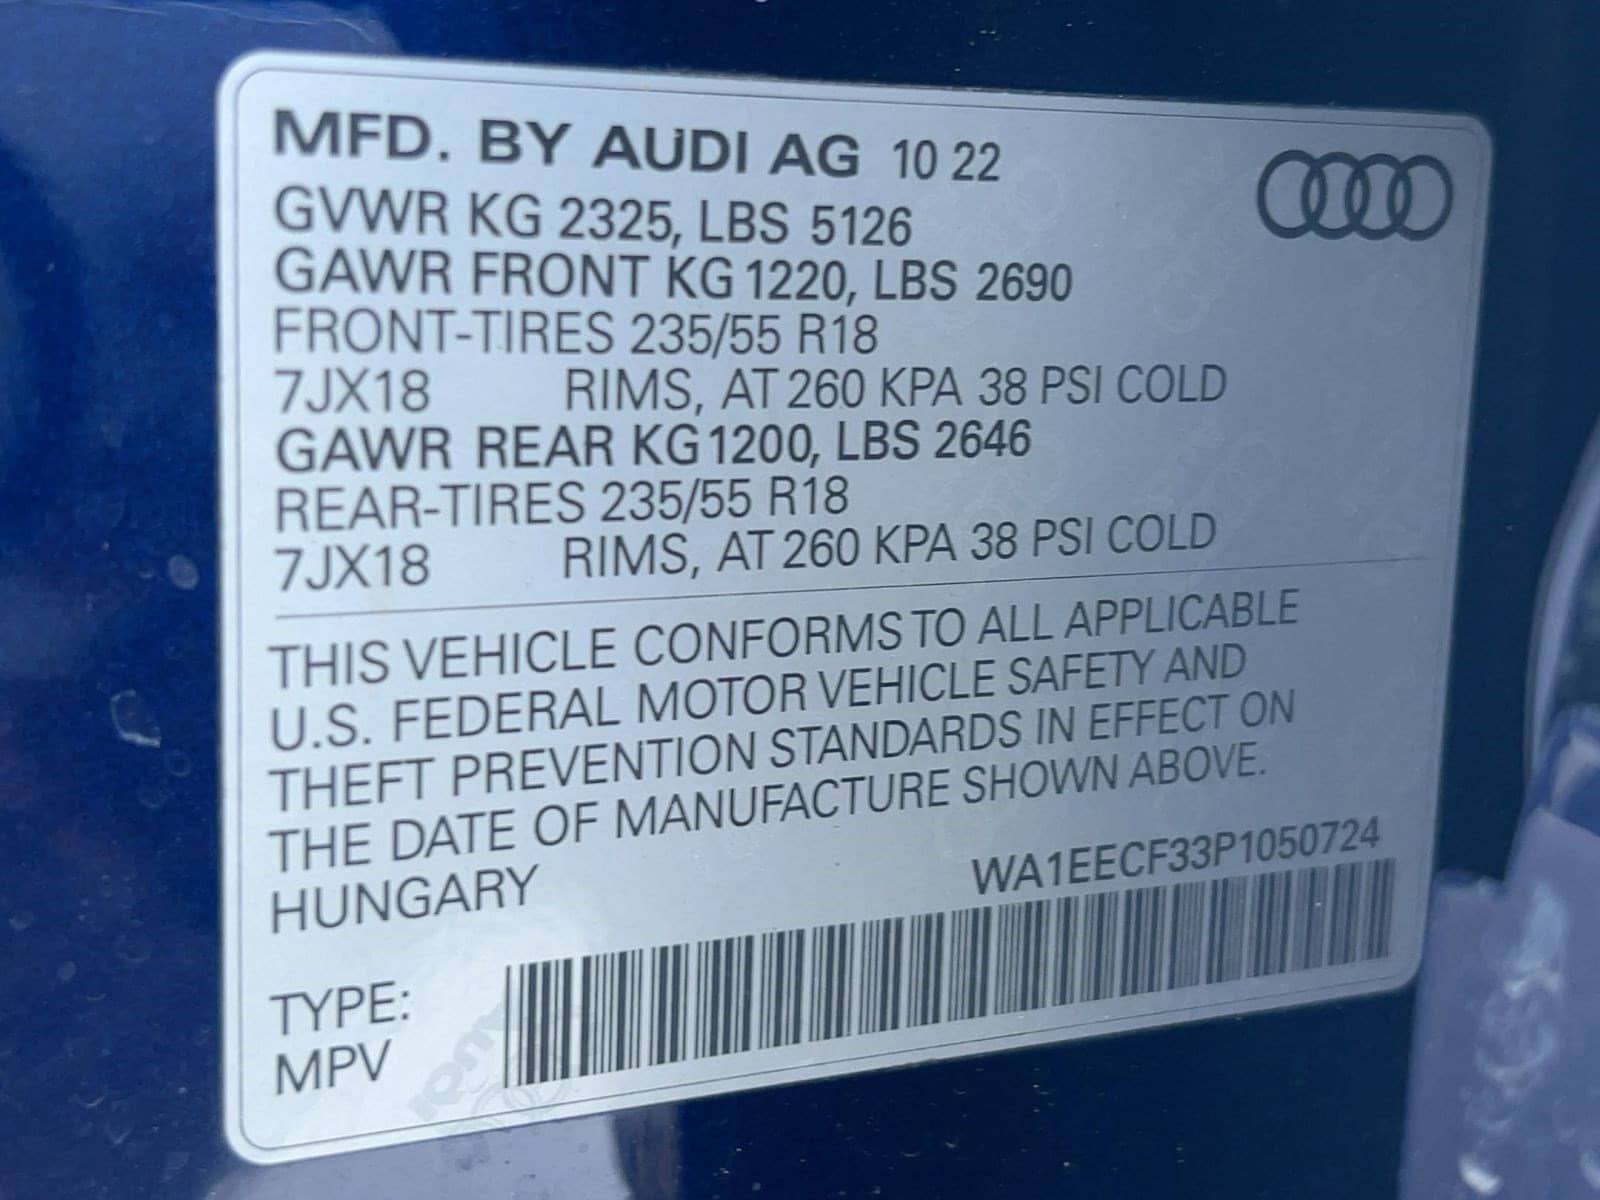 MFD. BY AUDI AG 10 22
GVWR KG 2325, LBS 5126
GAWR FRONT KG 1220, LBS 2690
FRONT-TIRES 235/55 R18
7JX18 RIMS, AT 260 KPA 38 PSI COLD
GAWR REAR KG 1200, LBS 2646
REAR-TIRES 235/55 R18
7JX18 RIMS, AT 260 KPA 38 PSI COLD
THIS VEHICLE CONFORMS TO ALL APPLICABLE
U.S. FEDERAL MOTOR VEHICLE SAFETY AND
THEFT PREVENTION STANDARDS IN EFFECT ON
THE DATE OF MANUFACTURE SHOWN ABOVE.
HUNGARY
WA1EECF33P1050724
TYPE:
MPV